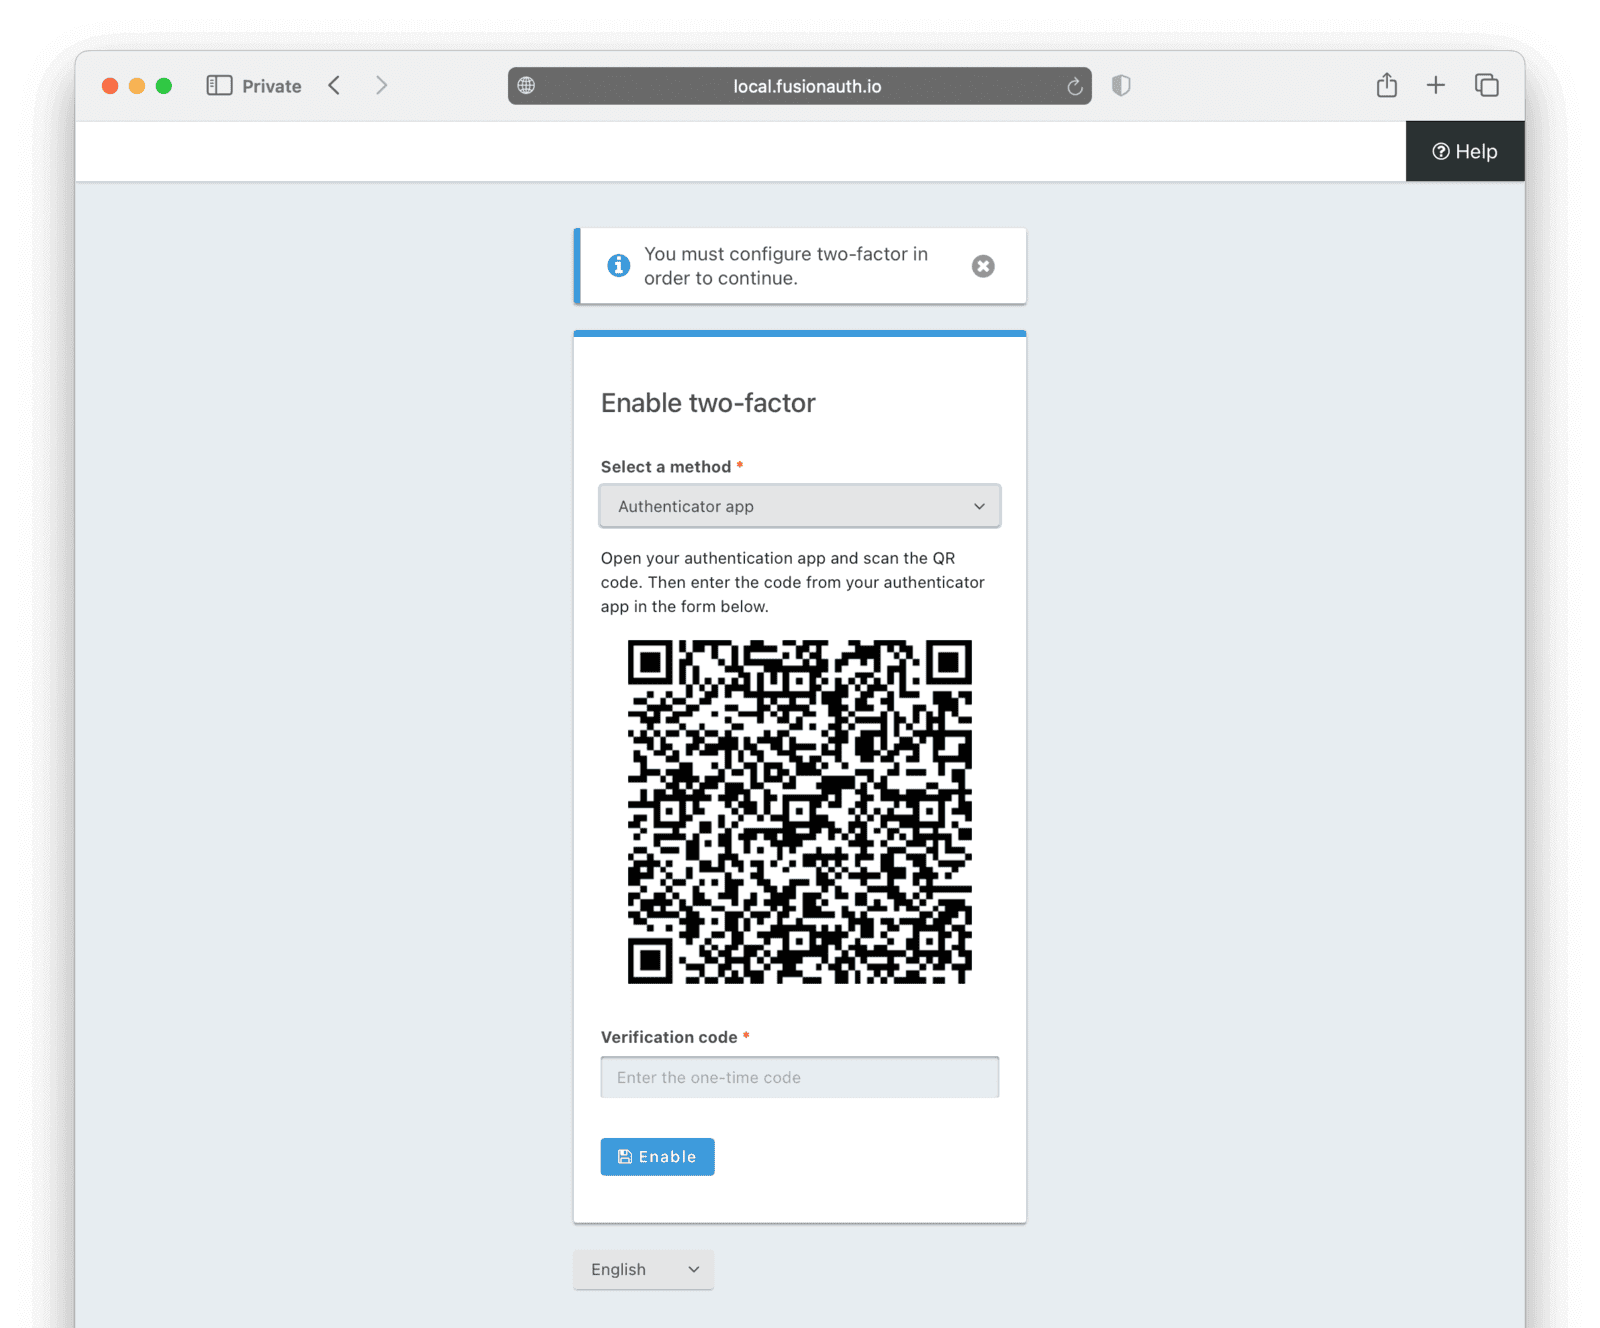 Private
local.fusionauth.io
Help
You must configure two-factor in
order to continue.
Enable two-factor
Select a method *
Authenticator app
Open your authentication app and scan the QR
code. Then enter the code from your authenticator
app in the form below.
Verification code *
Enter the one-time code
Enable
English